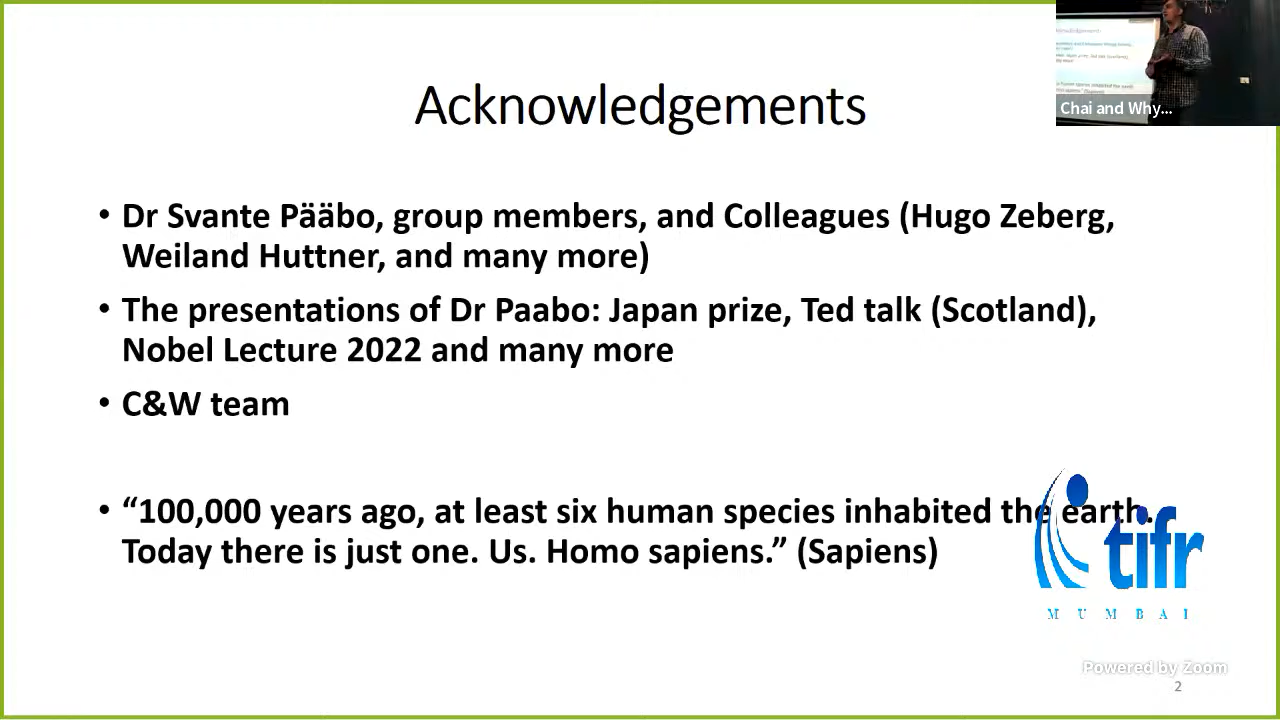 Acknowledgements
Chai and Why...
• Dr Svante Pääbo, group members, and Colleagues (Hugo Zeberg,
Weiland Huttner, and many more)
• The presentations of Dr Paabo: Japan prize, Ted talk (Scotland),
Nobel Lecture 2022 and many more
• C&W team
• “100,000 years ago, at least six human species inhabited the earth.
Today there is just one. Us. Homo sapiens.” (Sapiens)
tifr
MUMBAI
Powered by Zoom
2